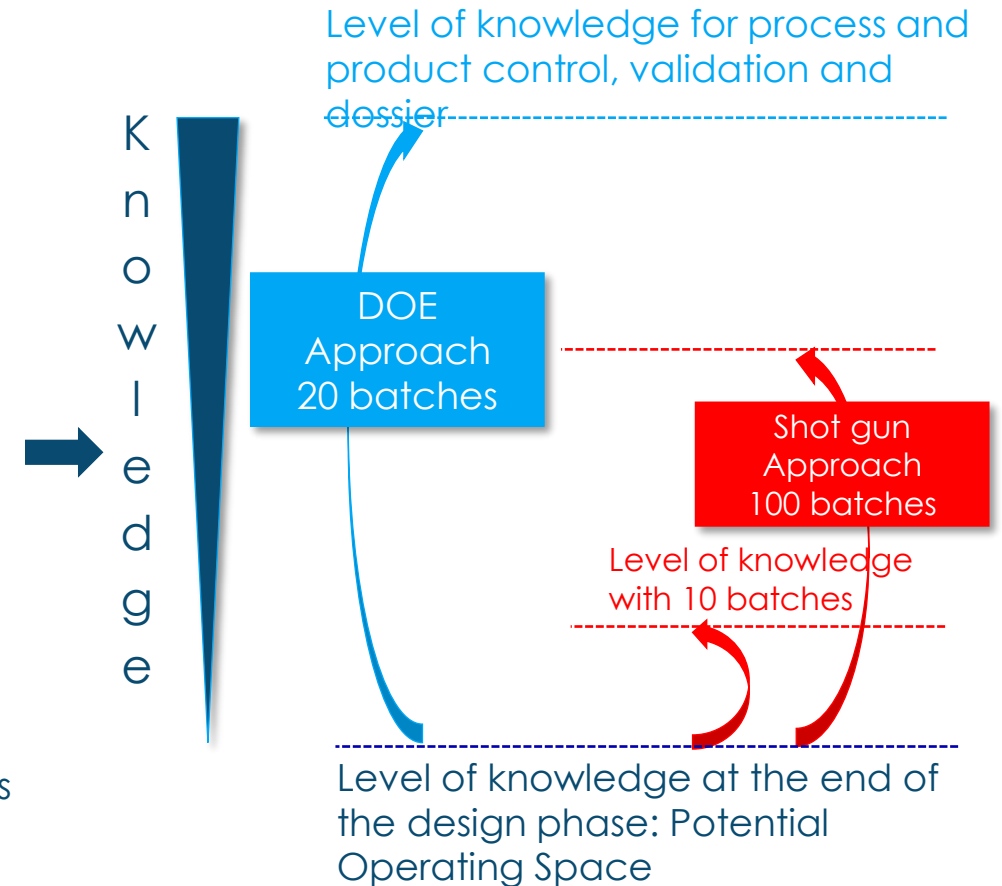 Level of knowledge for process and
product control, validation and
dossier
Knowledge
DOE
Approach
20 batches
Shot gun
Approach
100 batches
Level of knowledge
with 10 batches
s
Level of knowledge at the end of
the design phase: Potential
Operating Space